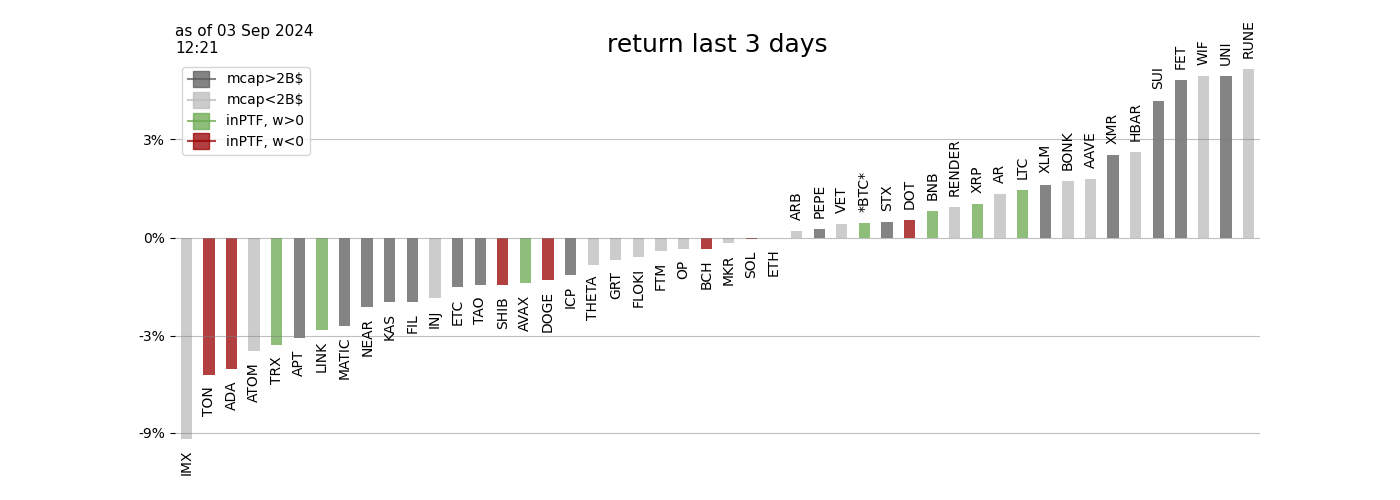 as of 03 Sep 2024
12:21
return last 3 days
mcap>2B$
mcap<2B$
inPTF, w>0
inPTF, w<0
3%
0%
-3%
-9%
IMX
TON
ADA
ATOM
TRX
APT
LINK
MATIC
NEAR
KAS
FIL
INJ
ETC
TAO
SHIB
AVAX
DOGE
ICP
THETA
GRT
FLOKI
FTM
OP
BCH
MKR
SOL
ETH
ARB
PEPE
VET
*BTC*
STX
DOT
BNB
RENDER
XRP
AR
LTC
XLM
BONK
AAVE
XMR
HBAR
SUI
FET
WIF
UNI
RUNE